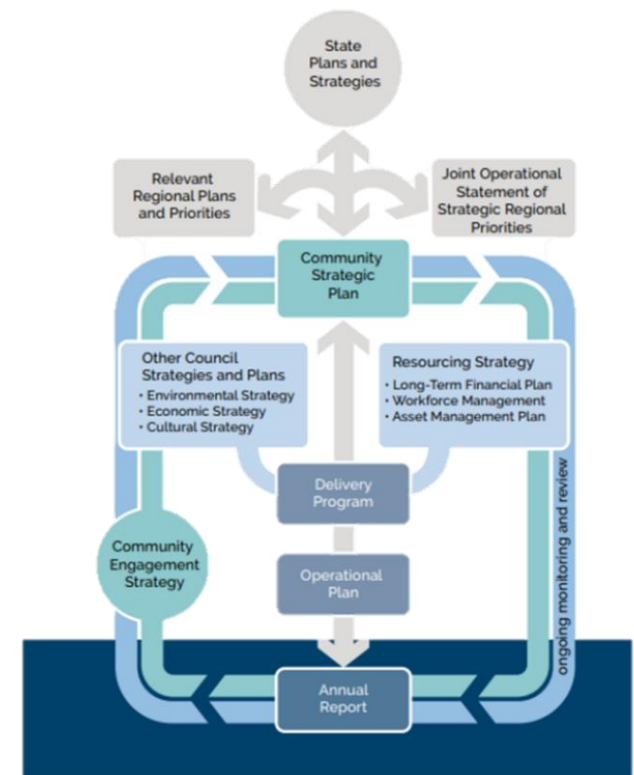 State
Plans and
Strategies
Relevant
Regional Plans
and Priorities
Joint Operational
Statement of
Strategic Regional
Priorities
Community
Strategic
Plan
Other Council
Strategies and Plans
• Environmental Strategy
• Economic Strategy
• Cultural Strategy
Resourcing Strategy
• Long-Term Financial Plan
• Workforce Management
• Asset Management Plan
Delivery
Program
Community
Engagement
Strategy
Operational
Plan
ongoing monitoring and review
Annual
Report